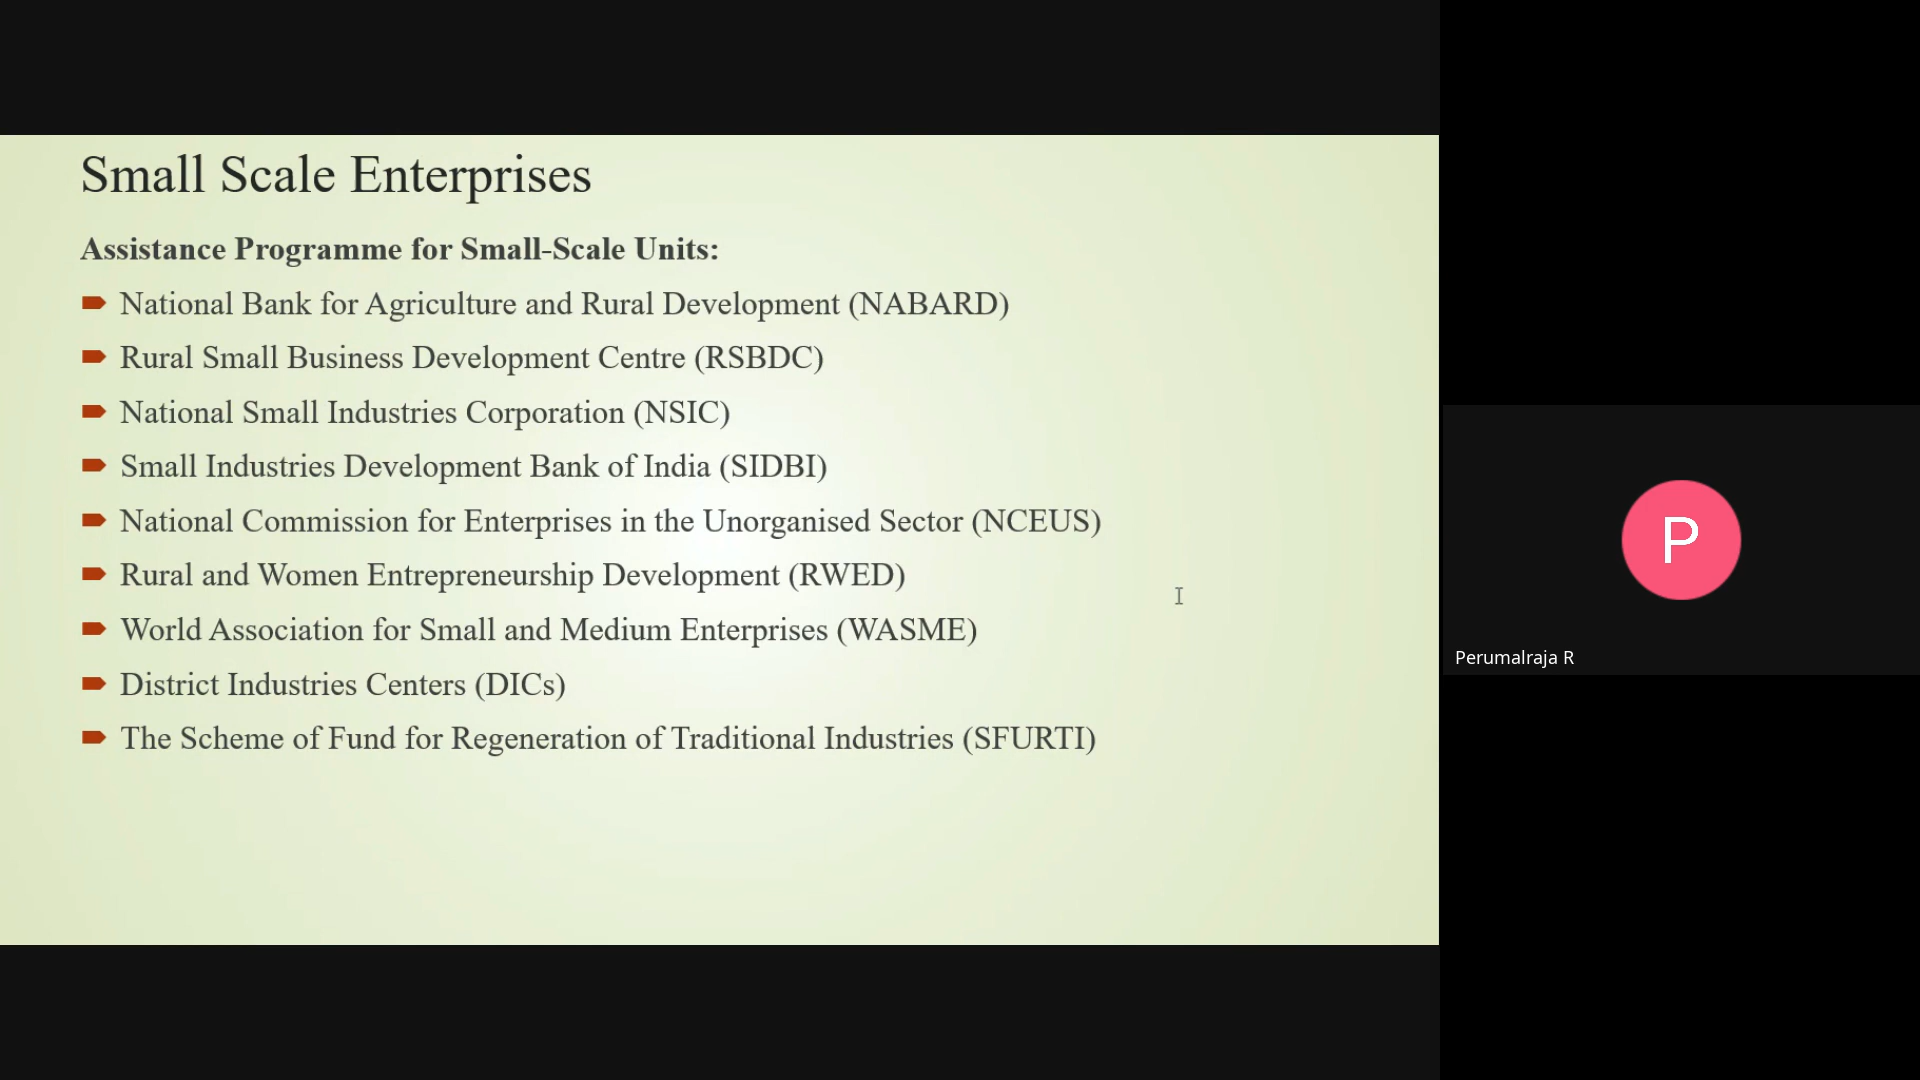 Small Scale Enterprises
Assistance Programme for Small-Scale Units:
National Bank for Agriculture and Rural Development (NABARD)
Rural Small Business Development Centre (RSBDC)
National Small Industries Corporation (NSIC)
Small Industries Development Bank of India (SIDBI)
National Commission for Enterprises in the Unorganised Sector (NCEUS)
Rural and Women Entrepreneurship Development (RWED)
World Association for Small and Medium Enterprises (WASME)
District Industries Centers (DICs)
The Scheme of Fund for Regeneration of Traditional Industries (SFURTI)
P
Perumalraja R